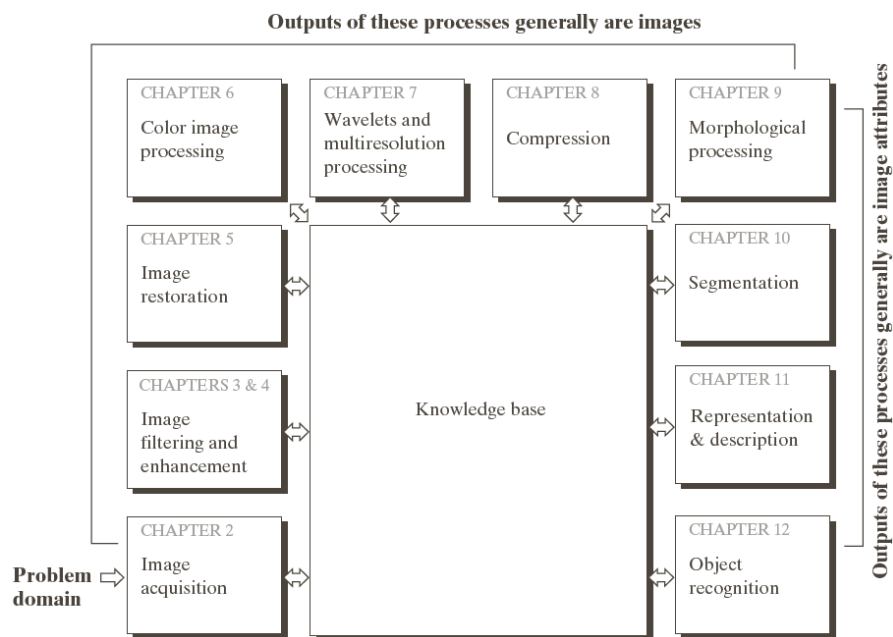 Outputs of these processes generally are images
CHAPTER 6
Color image
processing
CHAPTER 7
Wavelets and
multiresolution
processing
CHAPTER 8
Compression
CHAPTER 9
Morphological
processing
CHAPTER 5
Image
restoration
CHAPTER 10
Segmentation
CHAPTERS 3 & 4
Image
filtering and
enhancement
Knowledge base
CHAPTER 11
Representation
& description
CHAPTER 2
Image
acquisition
CHAPTER 12
Object
recognition
Problem
domain
Outputs of these processes generally are image attributes